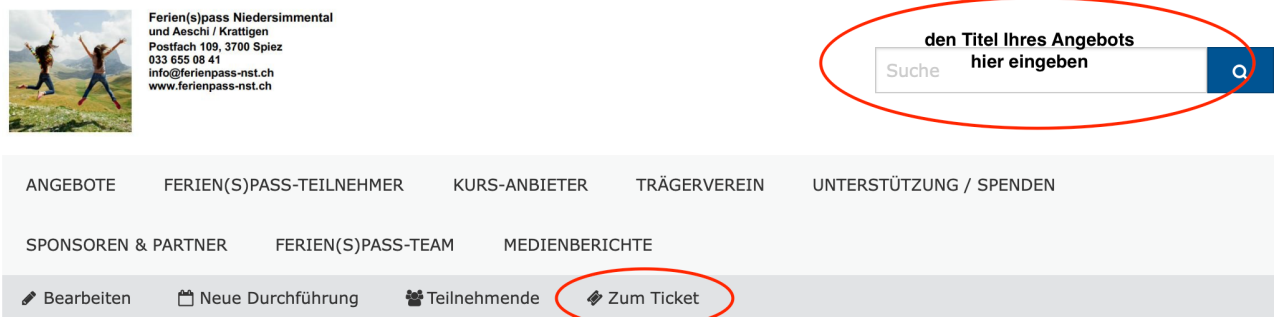 Ferien(s)pass Niedersimmental
und Aeschi / Krattigen
Postfach 109, 3700 Spiez
033 655 08 41
info@ferienpass-nst.ch
www.ferienpass-nst.ch
den Titel Ihres Angebots
hier eingeben
Suche
ANGEBOTE FERIEN(S)PASS-TEILNEHMER KURS-ANBIETER TRÄGERVEREIN UNTERSTÜTZUNG / SPENDEN
SPONSOREN & PARTNER FERIEN(S)PASS-TEAM MEDIENBERICHTE
Bearbeiten Neue Durchführung Teilnehmende Zum Ticket